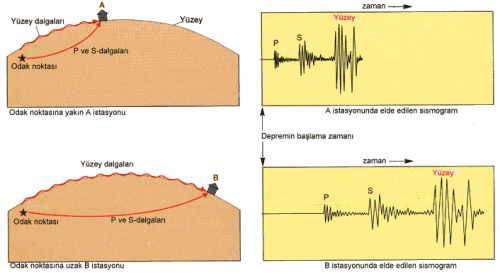 A
Yüzey dalgaları
Yüzey
P ve S-dalgaları
Odak noktası
Odak noktasına yakın A istasyonu
zaman
Yüzey
P
S
A istasyonunda elde edilen sismogram
Depremin başlama zamanı
Yüzey dalgaları
B
P ve S-dalgaları
Odak noktası
Odak noktasına uzak B istasyonu
zaman
Yüzey
P
S
B istasyonunda elde edilen sismogram